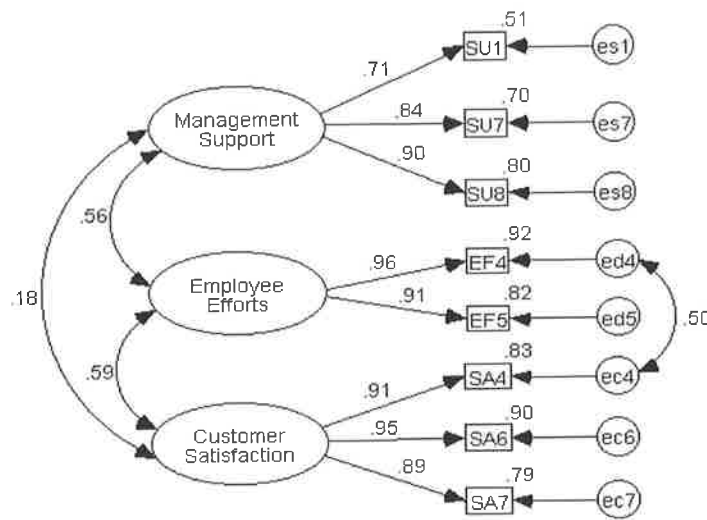 .51
SU1
es1
.71
.70
Management
Support
.84
SU7
es7
.90
.80
SU8
es8
.56
.92
EF4
ed4
.96
Employee
Efforts
.18
.82
.91
EF5
ed5
.50
.83
.59
SA4
ec4
.91
.90
Customer
Satisfaction
.95
SA6
ec6
.89
.79
SA7
ec7